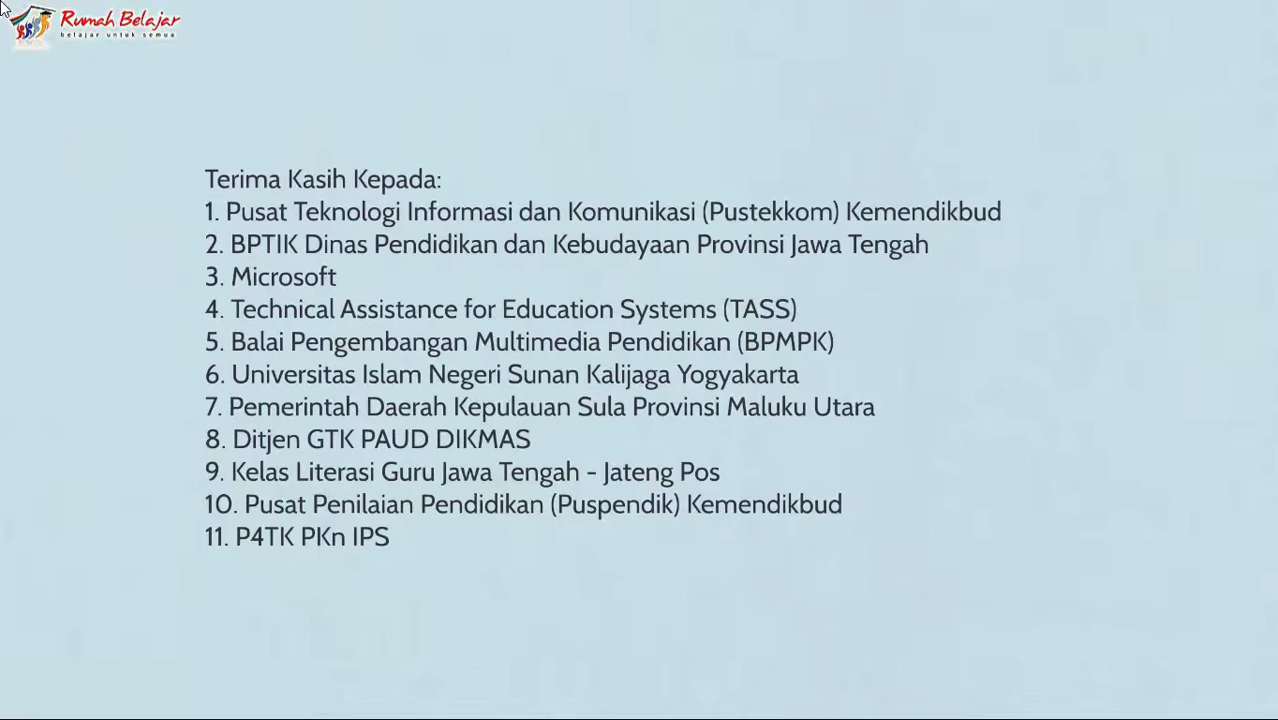 Rumah Belajar
belajar untuk semua
Terima Kasih Kepada:
1. Pusat Teknologi Informasi dan Komunikasi (Pustekkom) Kemendikbud
2. BPTIK Dinas Pendidikan dan Kebudayaan Provinsi Jawa Tengah
3. Microsoft
4. Technical Assistance for Education Systems (TASS)
5. Balai Pengembangan Multimedia Pendidikan (BPMPK)
6. Universitas Islam Negeri Sunan Kalijaga Yogyakarta
7. Pemerintah Daerah Kepulauan Sula Provinsi Maluku Utara
8. Ditjen GTK PAUD DIKMAS
9. Kelas Literasi Guru Jawa Tengah - Jateng Pos
10. Pusat Penilaian Pendidikan (Puspendik) Kemendikbud
11. P4TK PKn IPS